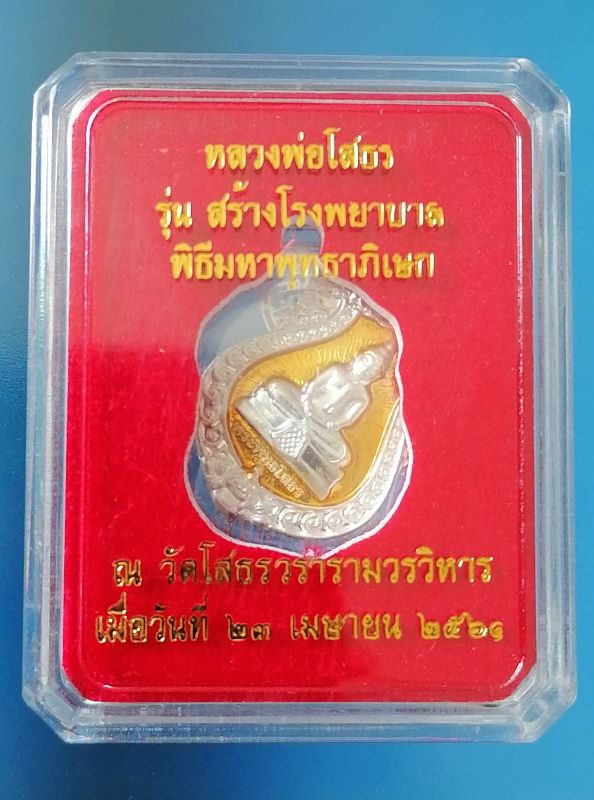 หลวงพ่อโสธร
รุ่น สร้างโรงพยาบาล
พิธีมหาพุทธาภิเษก
ณ วัดโสธรวรารามวรวิหาร
เมื่อวันที่ ๒๓ เมษายน ๒๕๖๑